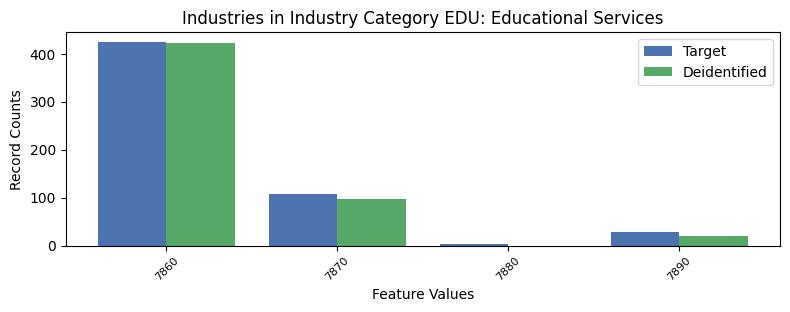 Industries in Industry Category EDU: Educational Services
Target
Deidentified
Record Counts
400
300
200
100
0
7860
7870
7880
7890
Feature Values